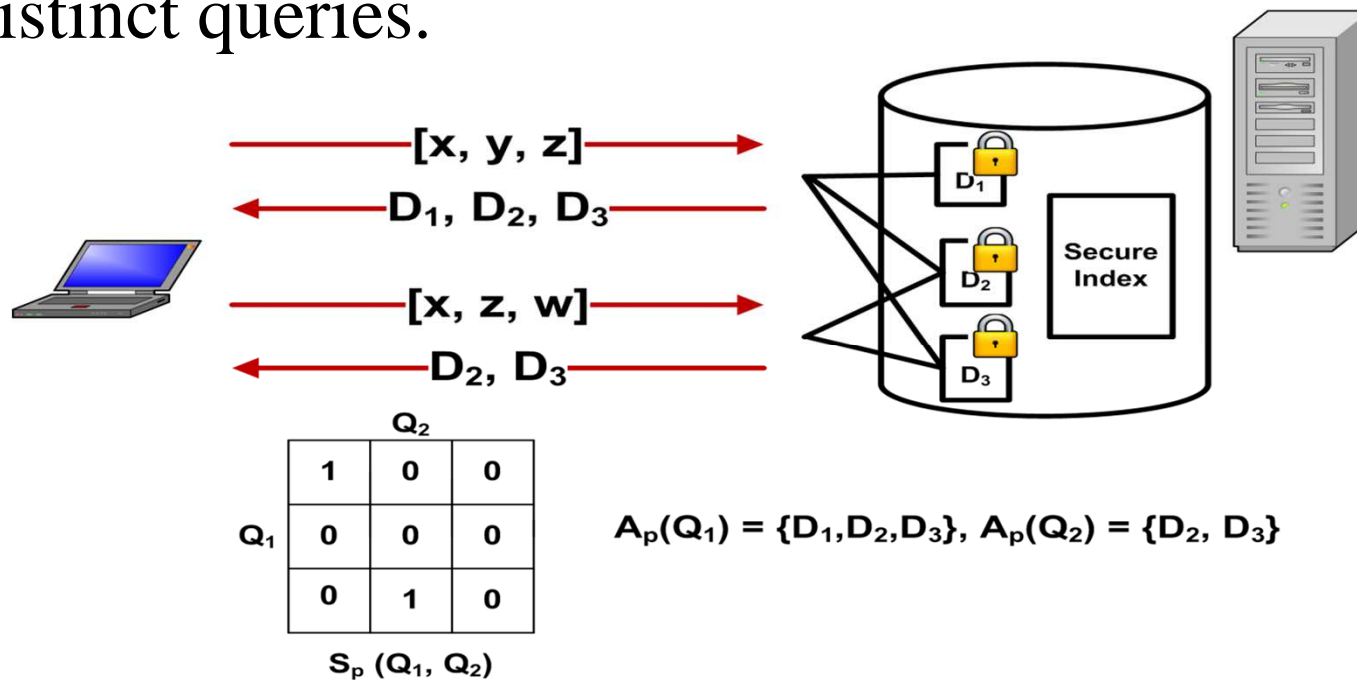 istinct queries.
[x, y, z]
D₁, D₂, D₃
[x, z, w]
D₂, D₃
D₁
D₂
D₃
Secure
Index
Q₂
1 0 0
Q₁ 0 0 0
0 1 0
Sₚ (Q₁, Q₂)
Aₚ(Q₁) = {D₁,D₂,D₃}, Aₚ(Q₂) = {D₂, D₃}